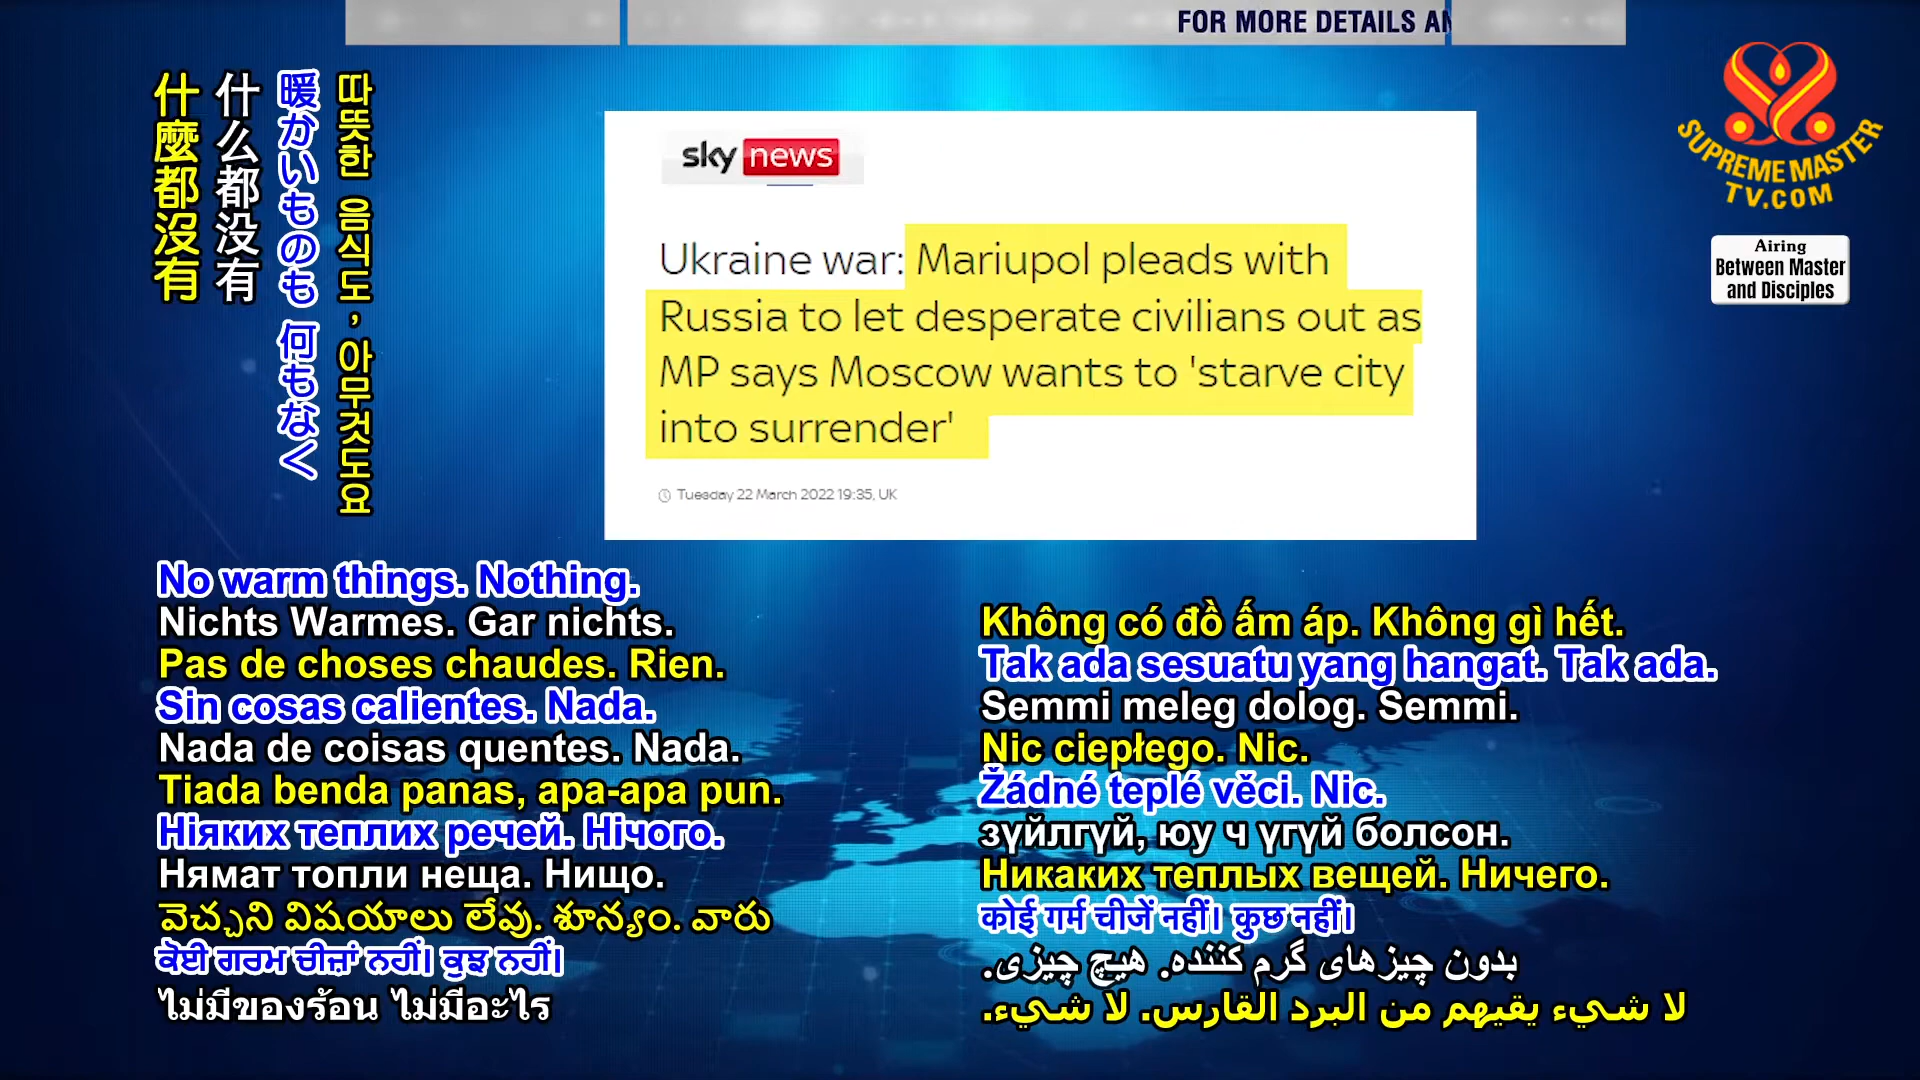 FOR MORE DETAILS AN
什麼都沒有
什么都没有
暖かいものも 何もなく
따뜻한 음식도, 아무것도요
sky news
Ukraine war: Mariupol pleads with
Russia to let desperate civilians out as
MP says Moscow wants to 'starve city
into surrender'
Tuesday 22 March 2022 19:35, UK
SUPREME MASTER
TV.COM
Airing
Between Master
and Disciples
No warm things. Nothing.
Nichts Warmes. Gar nichts.
Pas de choses chaudes. Rien.
Sin cosas calientes. Nada.
Nada de coisas quentes. Nada.
Tiada benda panas, apa-apa pun.
Ніяких теплих речей. Нічого.
Нямат топли неща. Нищо.
వెచ్చని విషయాలు లేవు. శూన్యం. వారు
ਕੋਈ ਗਰਮ ਚੀਜ਼ਾਂ ਨਹੀਂ। ਕੁਝ ਨਹੀਂ।
ไม่มีของร้อน ไม่มีอะไร
Không có đồ ấm áp. Không gì hết.
Tak ada sesuatu yang hangat. Tak ada.
Semmi meleg dolog. Semmi.
Nic ciepłego. Nic.
Žádné teplé věci. Nic.
зүйлгүй, юу ч үгүй болсон.
Никаких теплых вещей. Ничего.
कोई गर्म चीजें नहीं। कुछ नहीं।
بدون چیزهای گرم کننده. هیچ چیزی.
لا شيء يقيهم من البرد القارس. لا شيء.